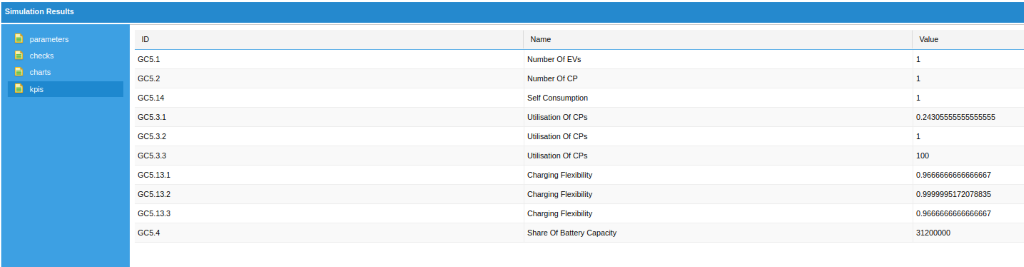 Simulation Results
parameters
checks
charts
kpis
ID Name Value
GC5.1 Number Of EVs 1
GC5.2 Number Of CP 1
GC5.14 Self Consumption 1
GC5.3.1 Utilisation Of CPs 0.24305555555555555
GC5.3.2 Utilisation Of CPs 1
GC5.3.3 Utilisation Of CPs 100
GC5.13.1 Charging Flexibility 0.9666666666666667
GC5.13.2 Charging Flexibility 0.9999995172078835
GC5.13.3 Charging Flexibility 0.9666666666666667
GC5.4 Share Of Battery Capacity 31200000